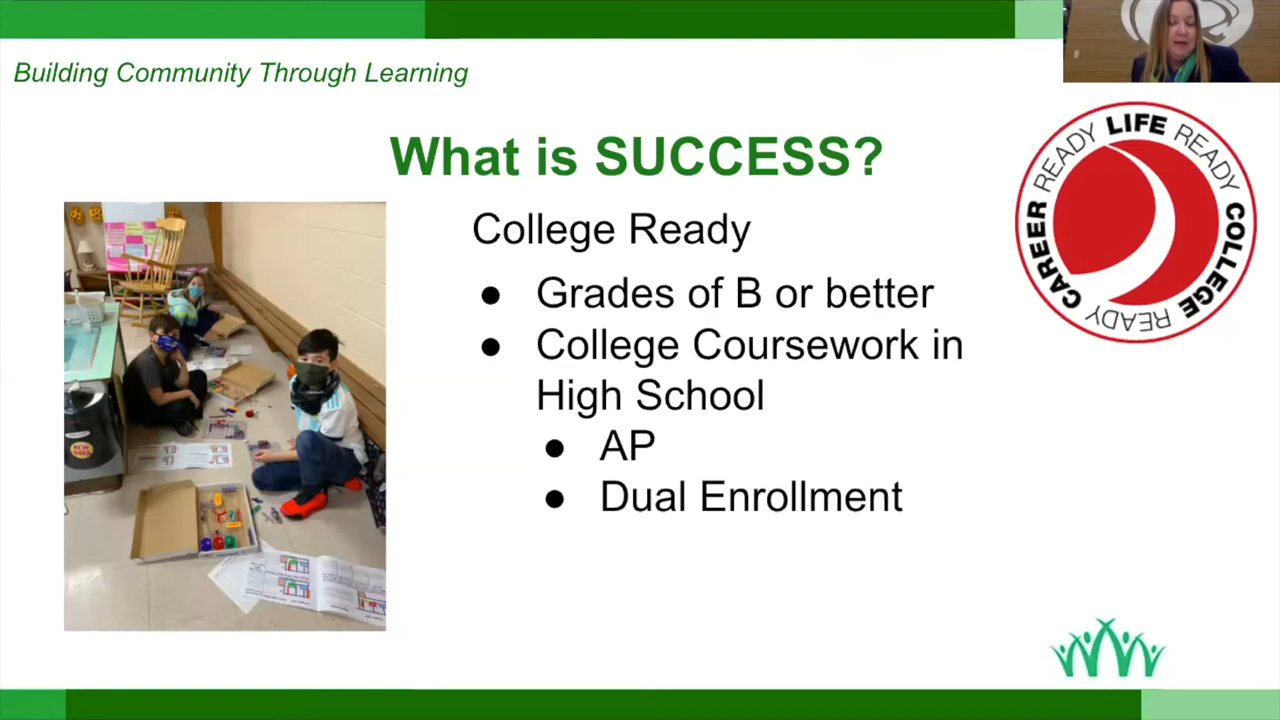 Building Community Through Learning
What is SUCCESS?
College Ready
● Grades of B or better
● College Coursework in
High School
● AP
● Dual Enrollment
CAREER READY LIFE READY COLLEGE READY